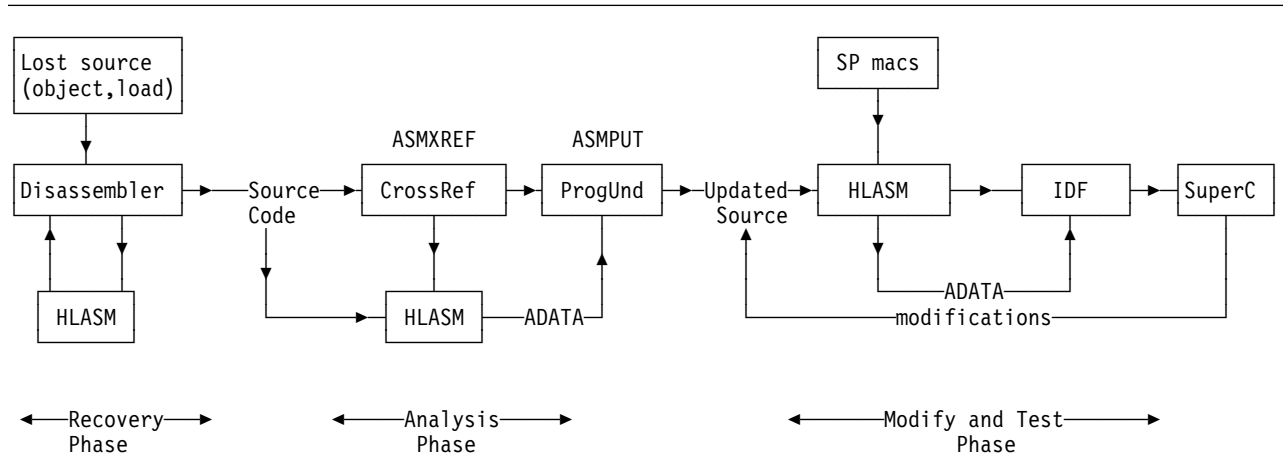 Lost source
(object,load)
SP macs
ASMXREF
ASMPUT
Disassembler
Source
Code
CrossRef
ProgUnd
Updated
Source
HLASM
IDF
SuperC
HLASM
HLASM
ADATA
ADATA
modifications
Recovery
Phase
Analysis
Phase
Modify and Test
Phase